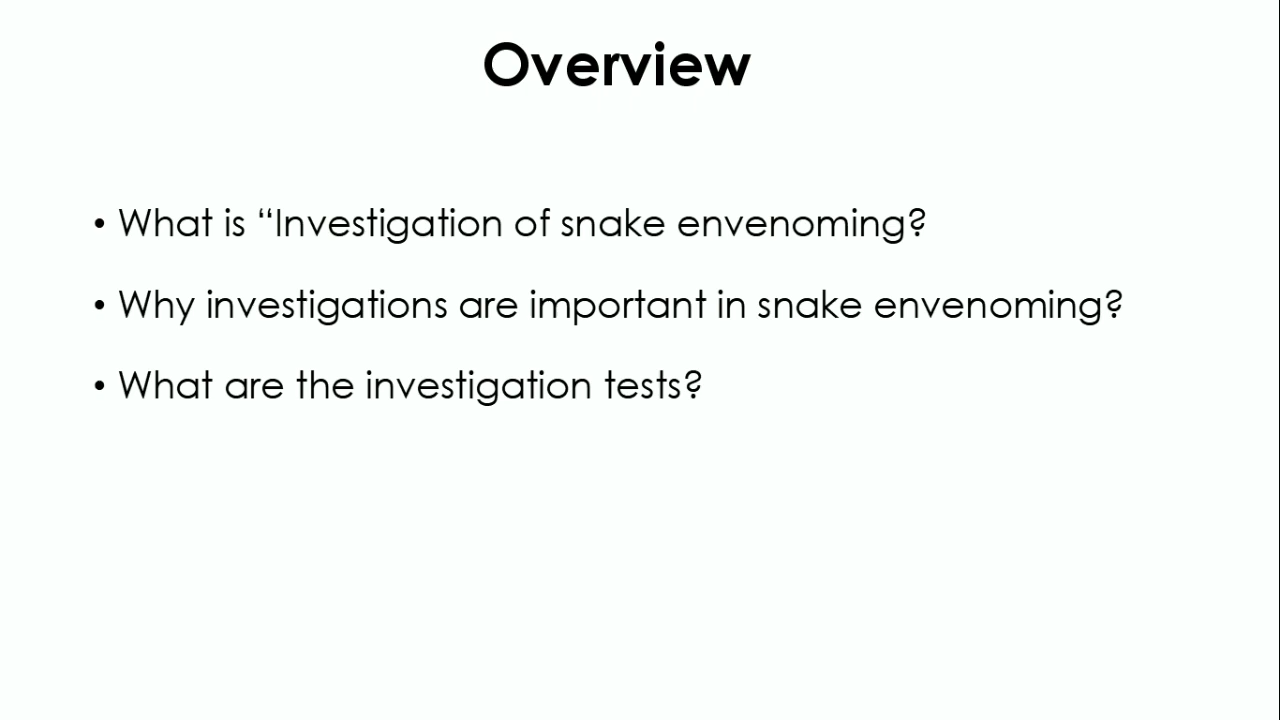 Overview
• What is “Investigation of snake envenoming?
• Why investigations are important in snake envenoming?
• What are the investigation tests?